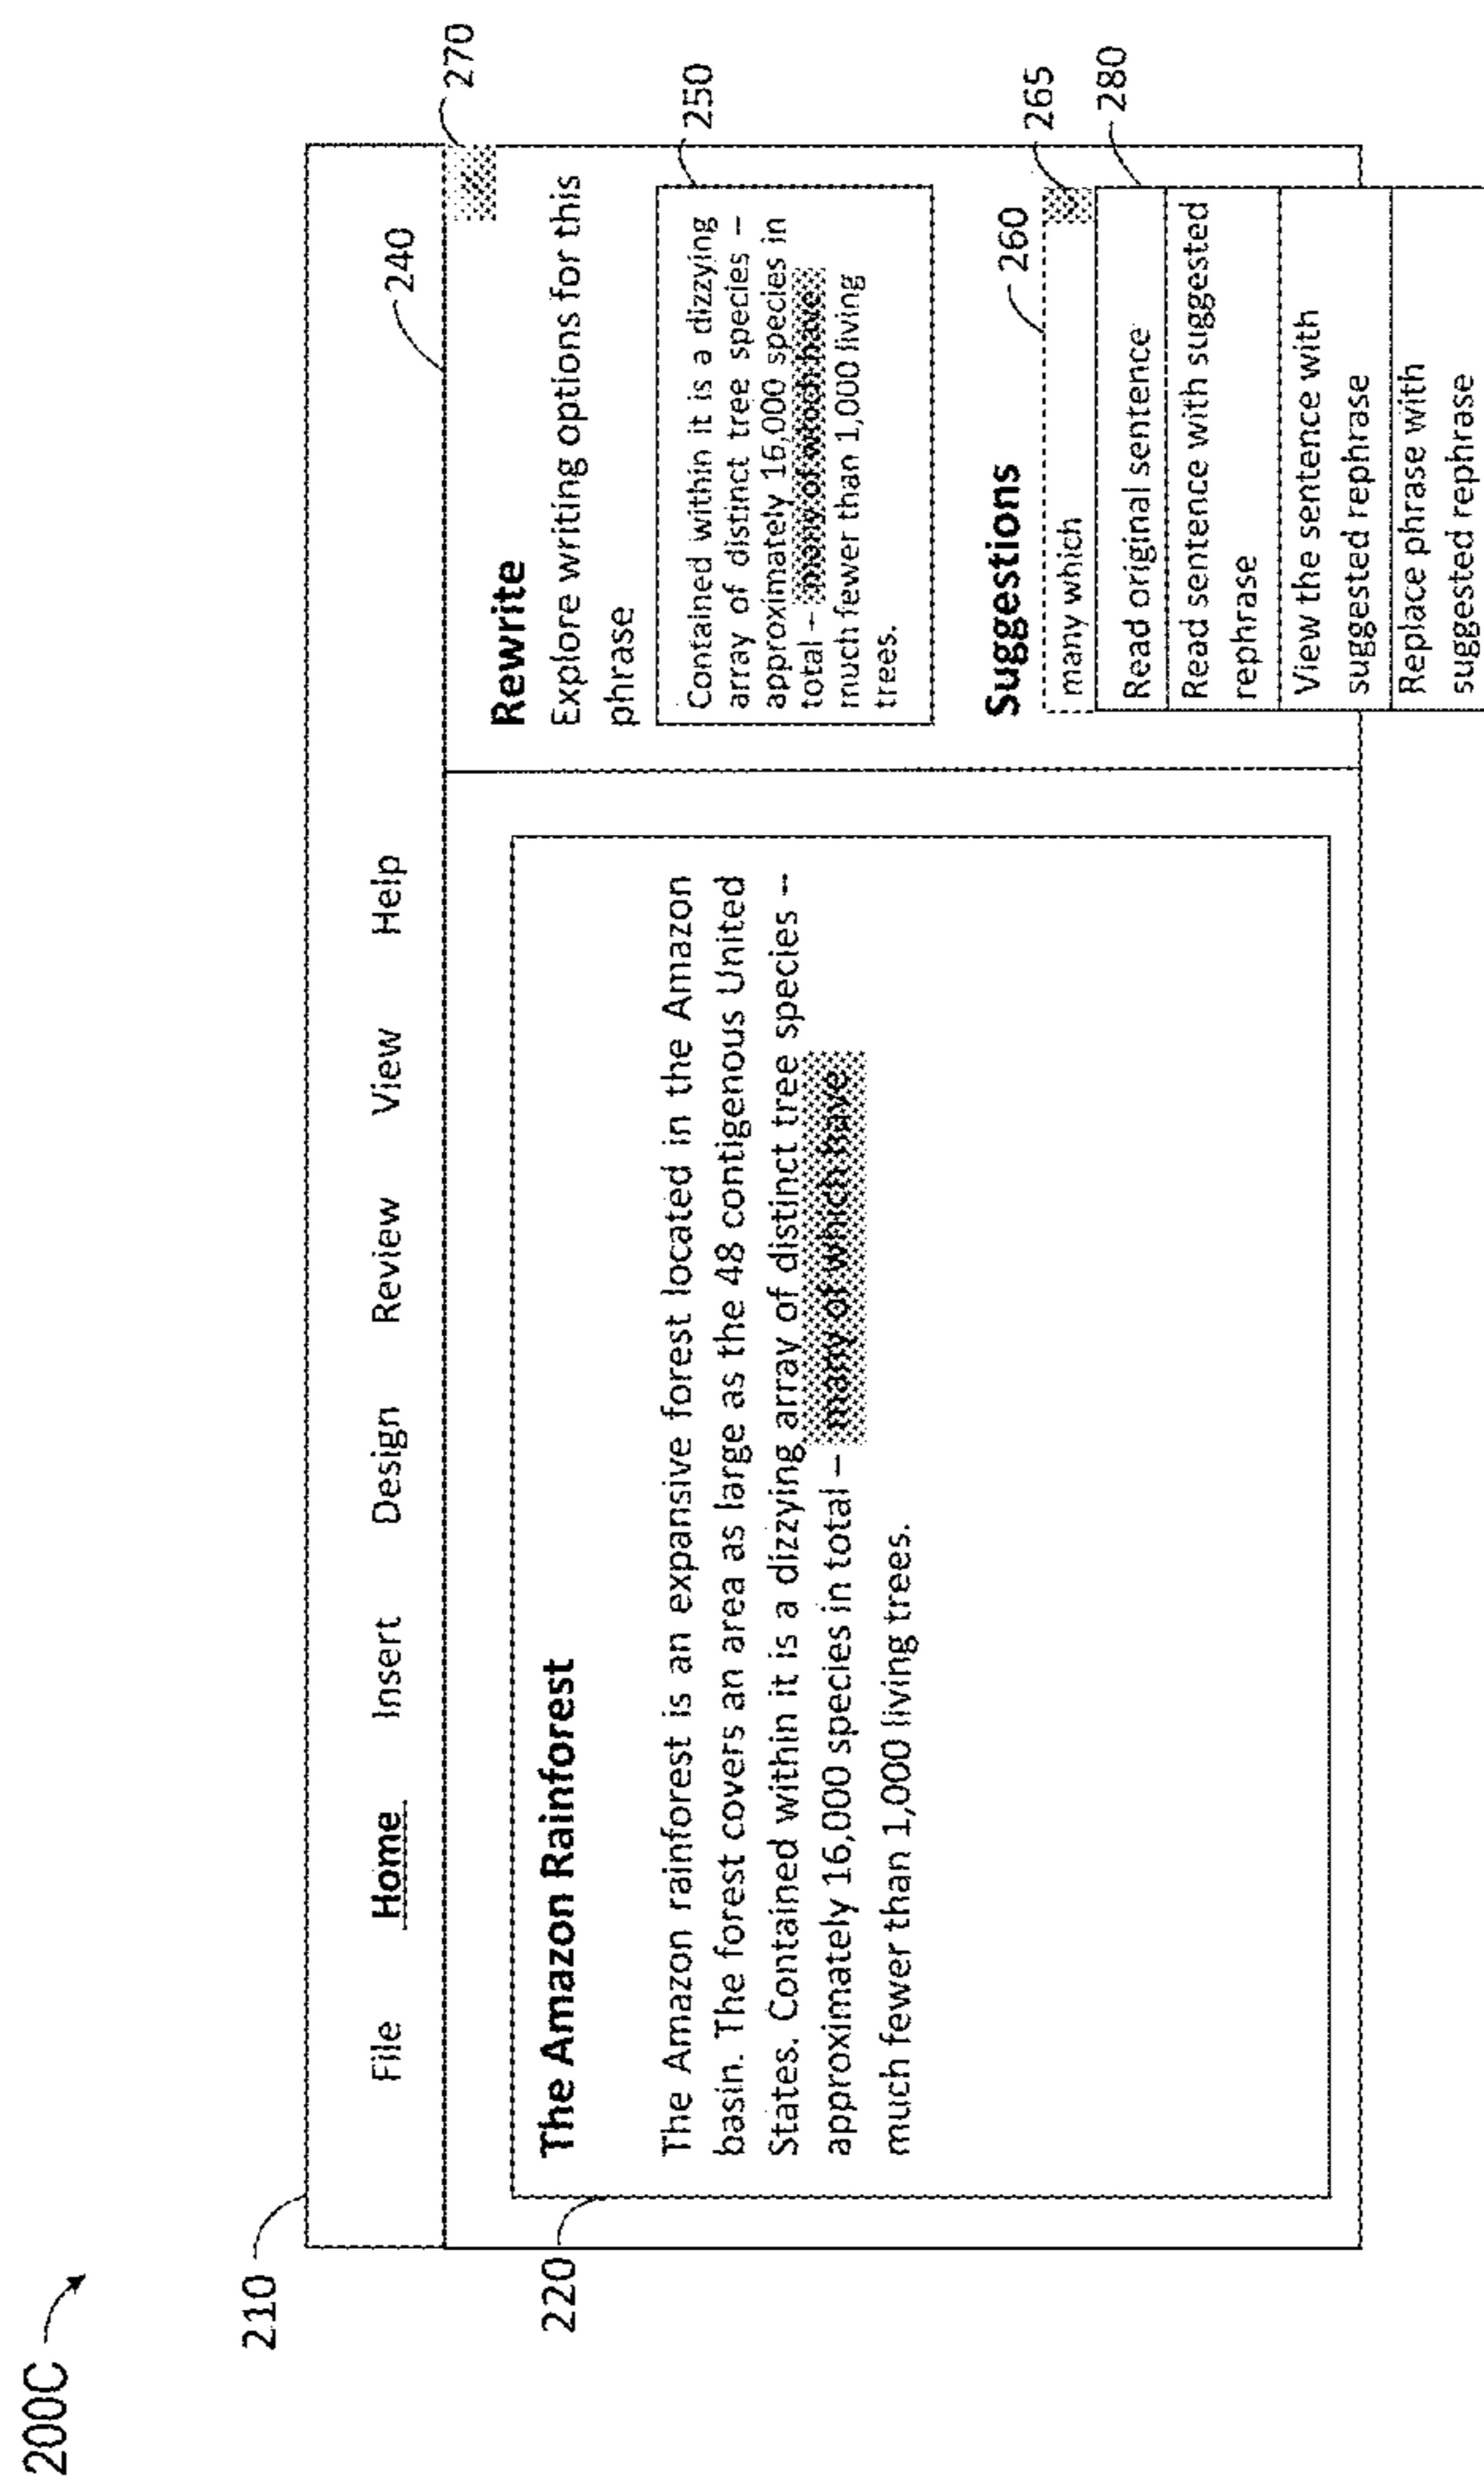 200C
210
File Home Insert Design Review View Help
240
270
220
The Amazon Rainforest
The Amazon rainforest is an expansive forest located in the Amazon
basin. The forest covers an area as large as the 48 contigenous United
States. Contained within it is a dizzying array of distinct tree species –
approximately 16,000 species in total – many of which have
much fewer than 1,000 living trees.
Rewrite
Explore writing options for this
phrase
250
Contained within it is a dizzying
array of distinct tree species –
approximately 16,000 species in
total – many of which have
much fewer than 1,000 living
trees.
Suggestions
260
265
many which
280
Read original sentence
Read sentence with suggested
rephrase
View the sentence with
suggested rephrase
Replace phrase with
suggested rephrase